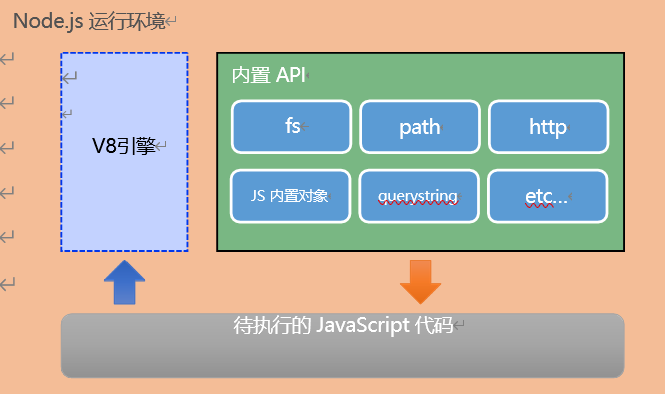 Node.js 运行环境
V8引擎
内置 API
fs
path
http
JS 内置对象
querystring
etc...
待执行的 JavaScript 代码